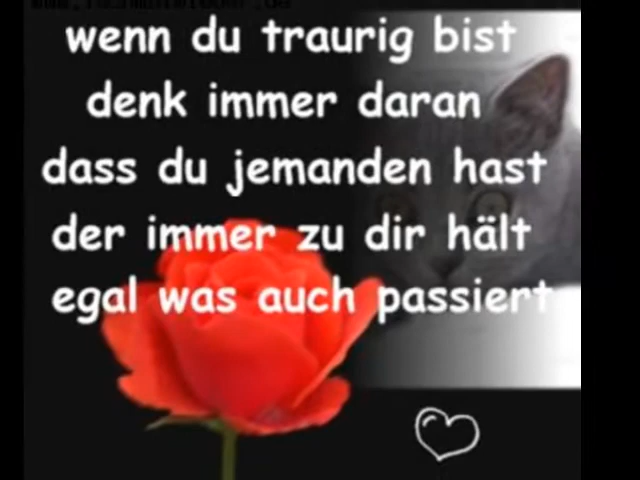 wenn du traurig bist
denk immer daran
dass du jemanden hast
der immer zu dir hält
egal was auch passiert